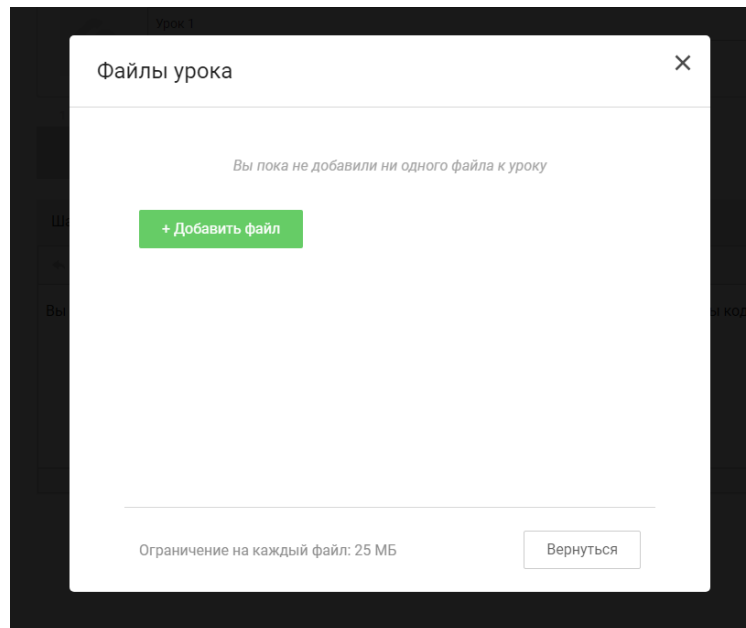 Урок 1
Файлы урока
Вы пока не добавили ни одного файла к уроку
+ Добавить файл
Вы
Ограничение на каждый файл: 25 МБ
Вернуться